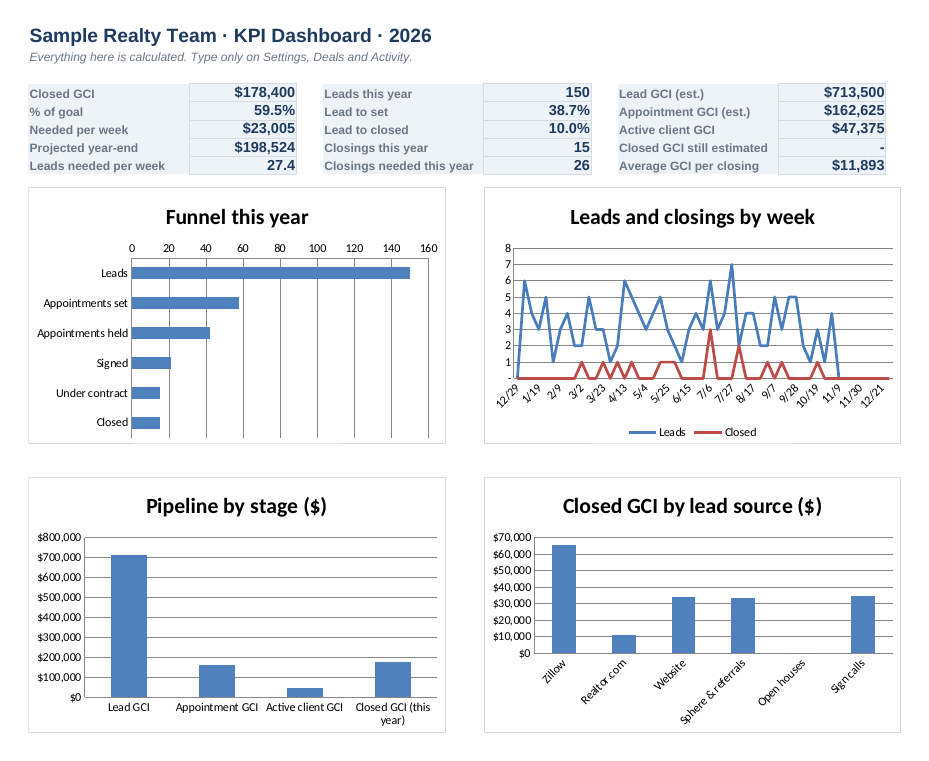 Sample Realty Team · KPI Dashboard · 2026
Everything here is calculated. Type only on Settings, Deals and Activity.
Closed GCI $178,400 Leads this year 150 Lead GCI (est.) $713,500
% of goal 59.5% Lead to set 38.7% Appointment GCI (est.) $162,625
Needed per week $23,005 Lead to closed 10.0% Active client GCI $47,375
Projected year-end $198,524 Closings this year 15 Closed GCI still estimated -
Leads needed per week 27.4 Closings needed this year 26 Average GCI per closing $11,893
Funnel this year
0 20 40 60 80 100 120 140 160
Leads
Appointments set
Appointments held
Signed
Under contract
Closed
Leads and closings by week
8
7
6
5
4
3
2
1
-
12/29 1/19 2/9 3/2 3/23 4/13 5/4 5/25 6/15 7/6 7/27 8/17 9/7 9/28 10/19 11/9 11/30 12/21
Leads Closed
Pipeline by stage ($)
$800,000
$700,000
$600,000
$500,000
$400,000
$300,000
$200,000
$100,000
$0
Lead GCI Appointment GCI Active client GCI Closed GCI (this
year)
Closed GCI by lead source ($)
$70,000
$60,000
$50,000
$40,000
$30,000
$20,000
$10,000
$0
Zillow Realtor.com Website Sphere & referrals Open houses Sign calls